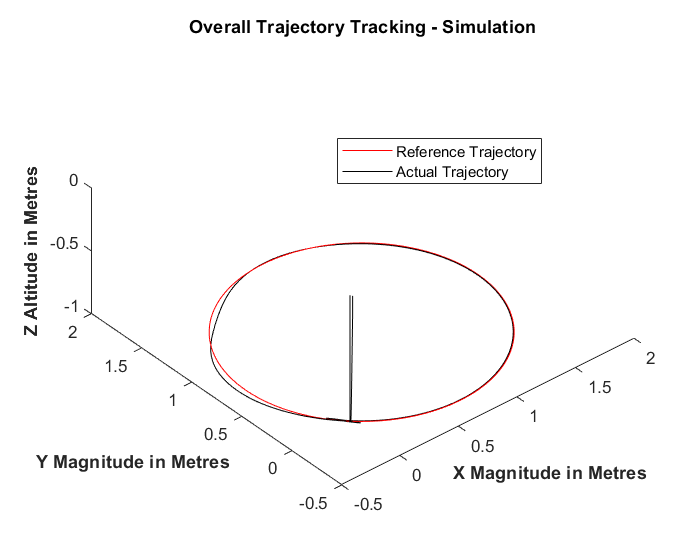 Overall Trajectory Tracking - Simulation
Reference Trajectory
Actual Trajectory
Z Altitude in Metres
0
-0.5
-1
2
1.5
1
0.5
0
-0.5
Y Magnitude in Metres
-0.5
0
0.5
1
1.5
2
X Magnitude in Metres